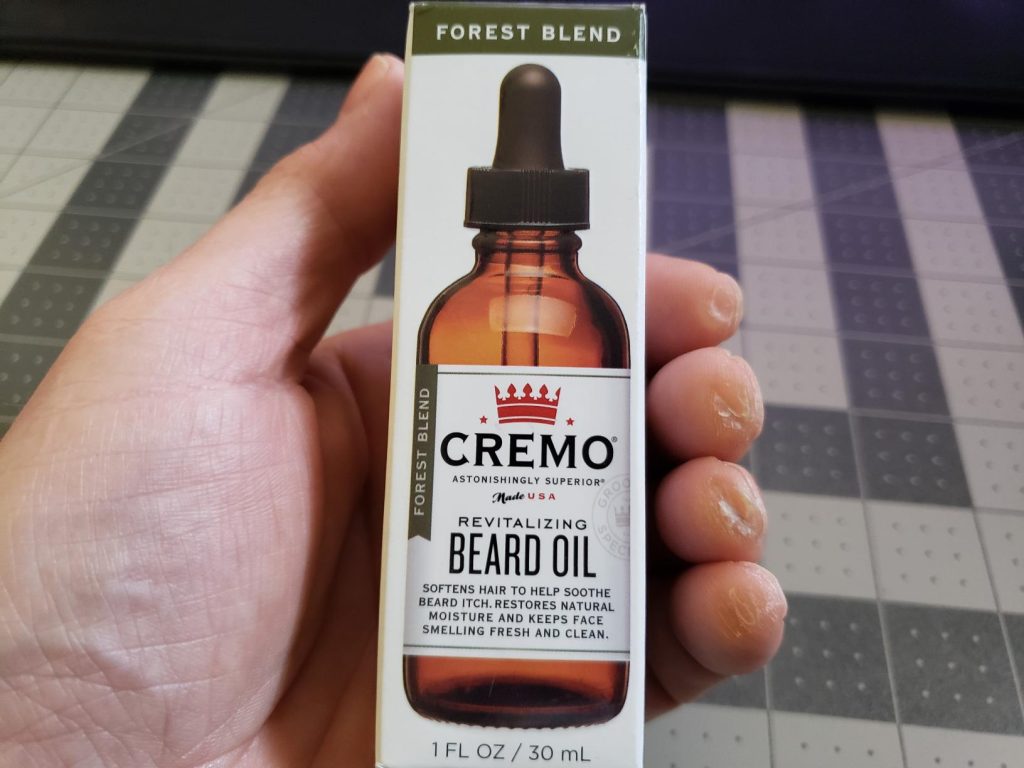 FOREST BLEND
FOREST BLEND
CREMO®
ASTONISHINGLY SUPERIOR®
Made USA
REVITALIZING
BEARD OIL
SOFTENS HAIR TO HELP SOOTHE
BEARD ITCH. RESTORES NATURAL
MOISTURE AND KEEPS FACE
SMELLING FRESH AND CLEAN.
1 FL OZ / 30 mL